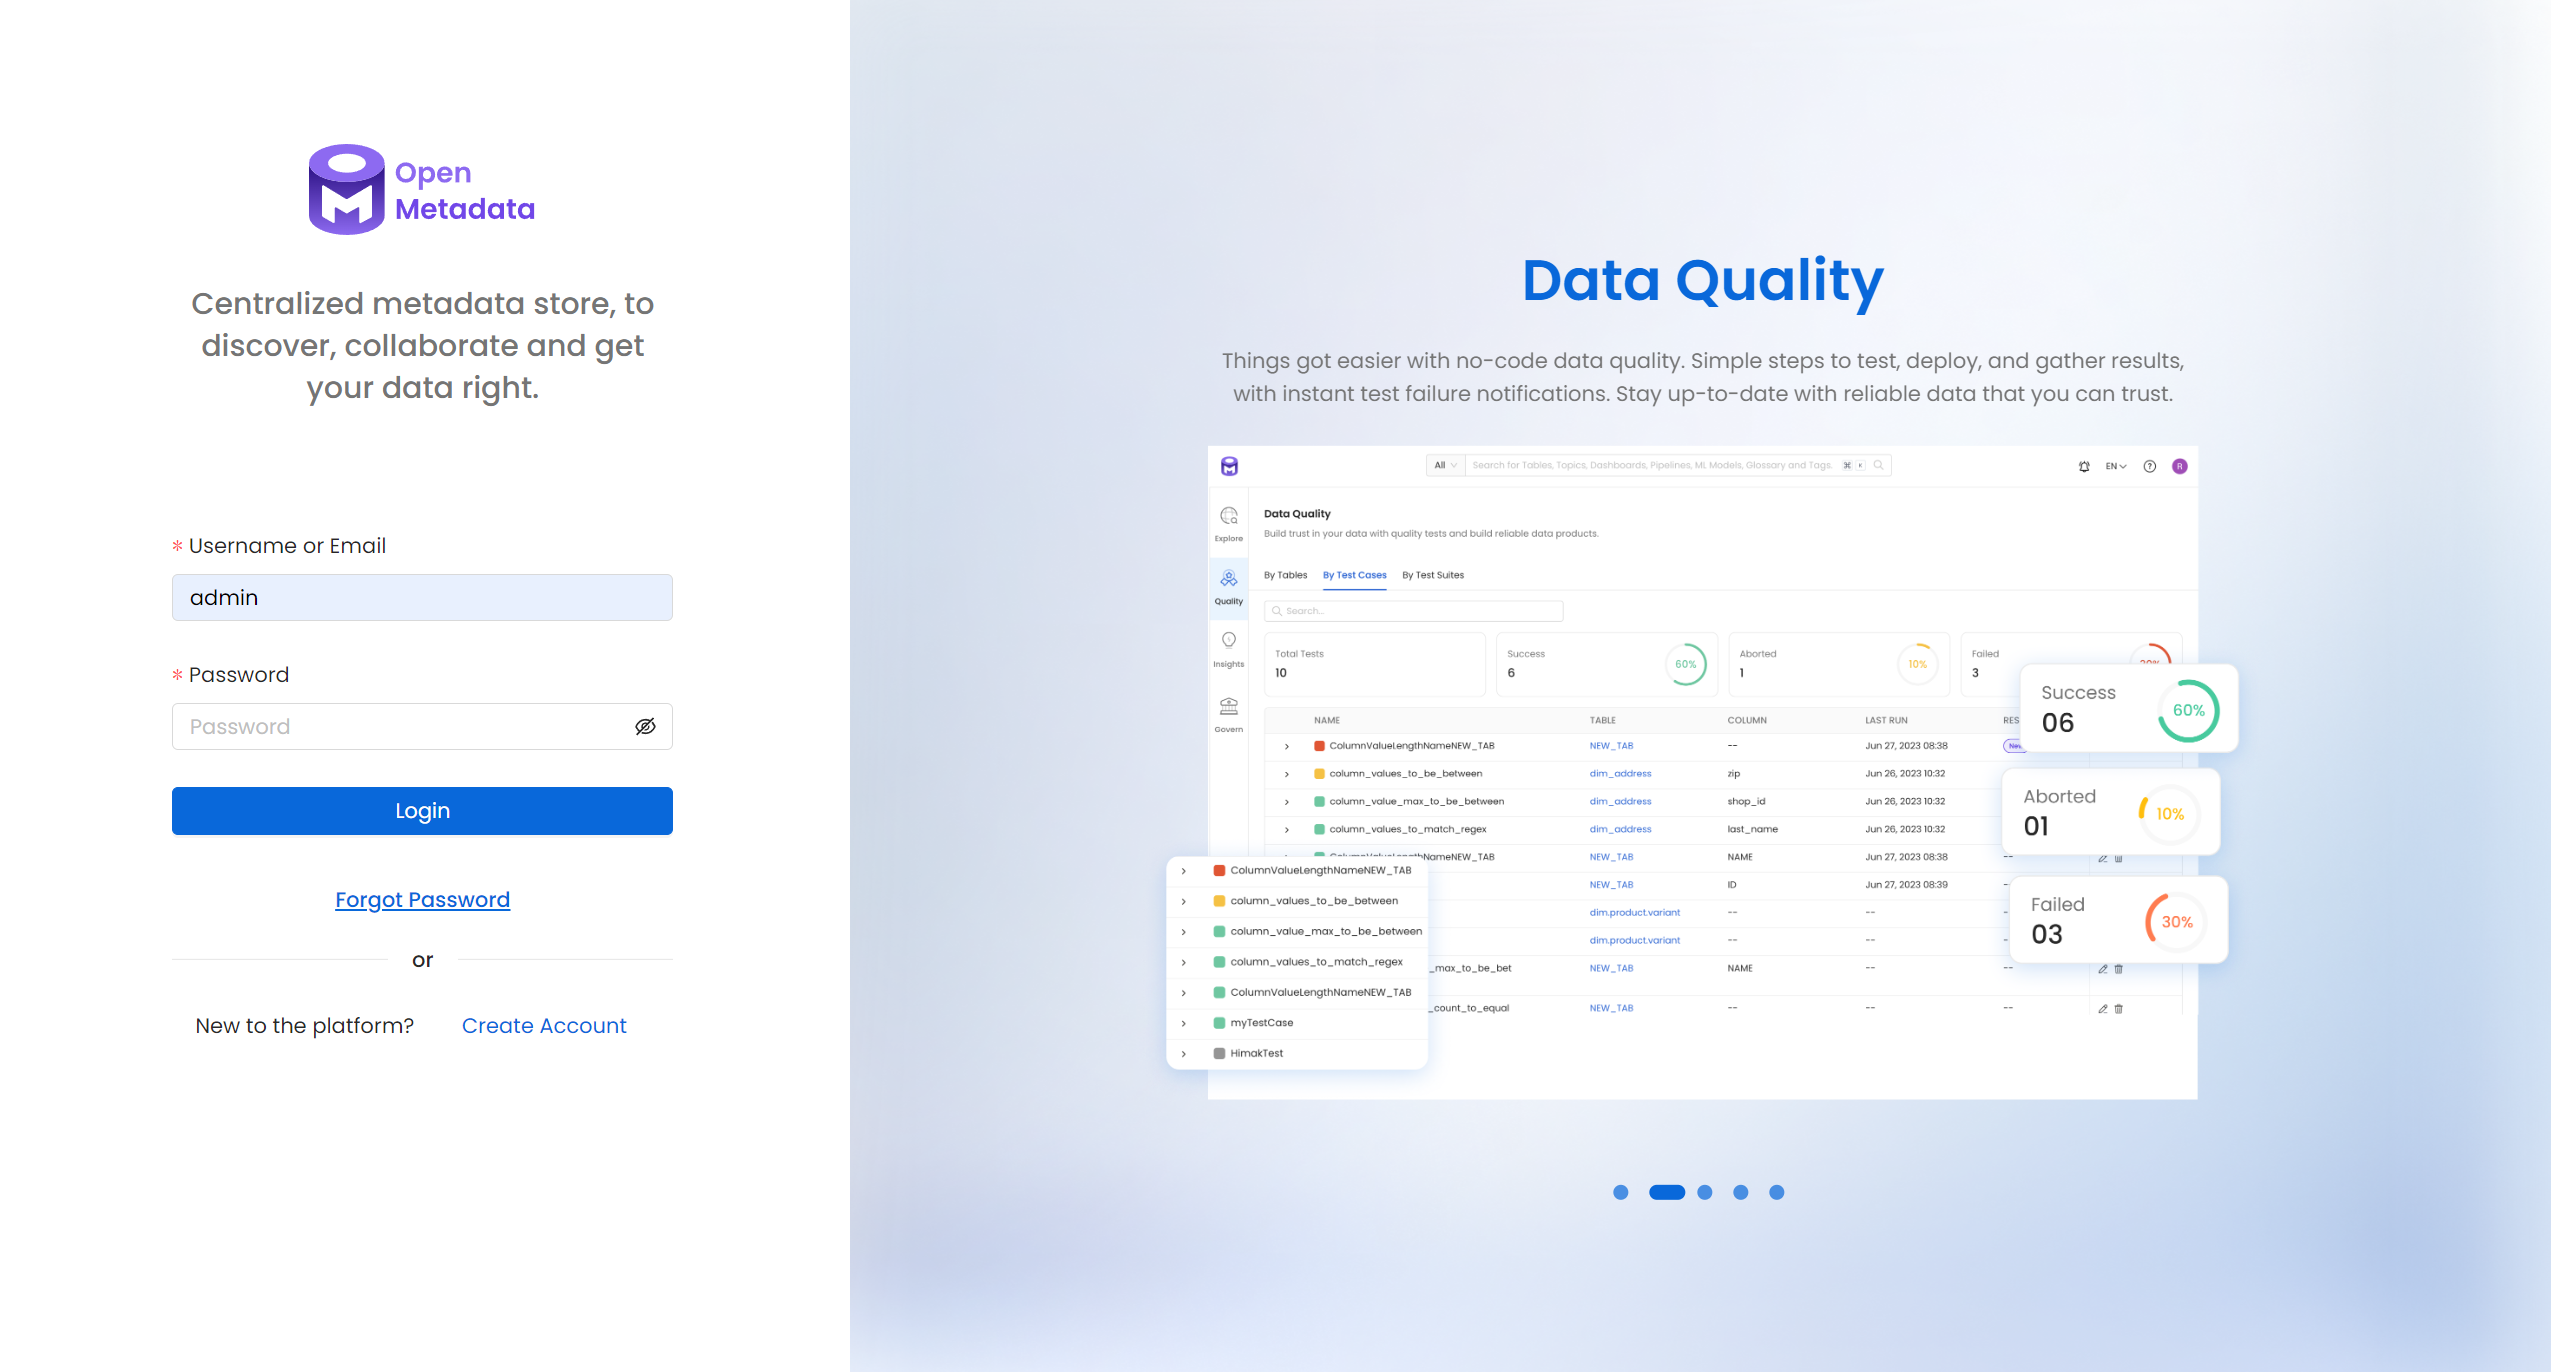 Open
Metadata
Centralized metadata store, to
discover, collaborate and get
your data right.
* Username or Email
admin
* Password
Password
Login
Forgot Password
or
New to the platform? Create Account
Data Quality
Things got easier with no-code data quality. Simple steps to test, deploy, and gather results,
with instant test failure notifications. Stay up-to-date with reliable data that you can trust.
All Search for Tables, Topics, Dashboards, Pipelines, ML Models, Glossary and Tags. ⌘ K EN R
Explore
Quality
Insights
Govern
Data Quality
Build trust in your data with quality tests and build reliable data products.
By Tables By Test Cases By Test Suites
Search...
Total Tests
10
Success
6
60%
Aborted
1
10%
Failed
3
NAME TABLE COLUMN LAST RUN
ColumnValueLengthNameNEW_TAB NEW_TAB -- Jun 27, 2023 08:38
column_values_to_be_between dim_address zip Jun 26, 2023 10:32
column_value_max_to_be_between dim_address shop_id Jun 26, 2023 10:32
column_values_to_match_regex dim_address last_name Jun 26, 2023 10:32
ColumnValueLengthNameNEW_TAB NEW_TAB NAME Jun 27, 2023 08:38 --
NEW_TAB ID Jun 27, 2023 08:39
dim.product.variant -- --
dim.product.variant -- --
_max_to_be_bet NEW_TAB NAME -- --
_count_to_equal NEW_TAB -- -- --
Success
06
60%
Aborted
01
10%
Failed
03
30%
ColumnValueLengthNameNEW_TAB
column_values_to_be_between
column_value_max_to_be_between
column_values_to_match_regex
ColumnValueLengthNameNEW_TAB
myTestCase
HimakTest